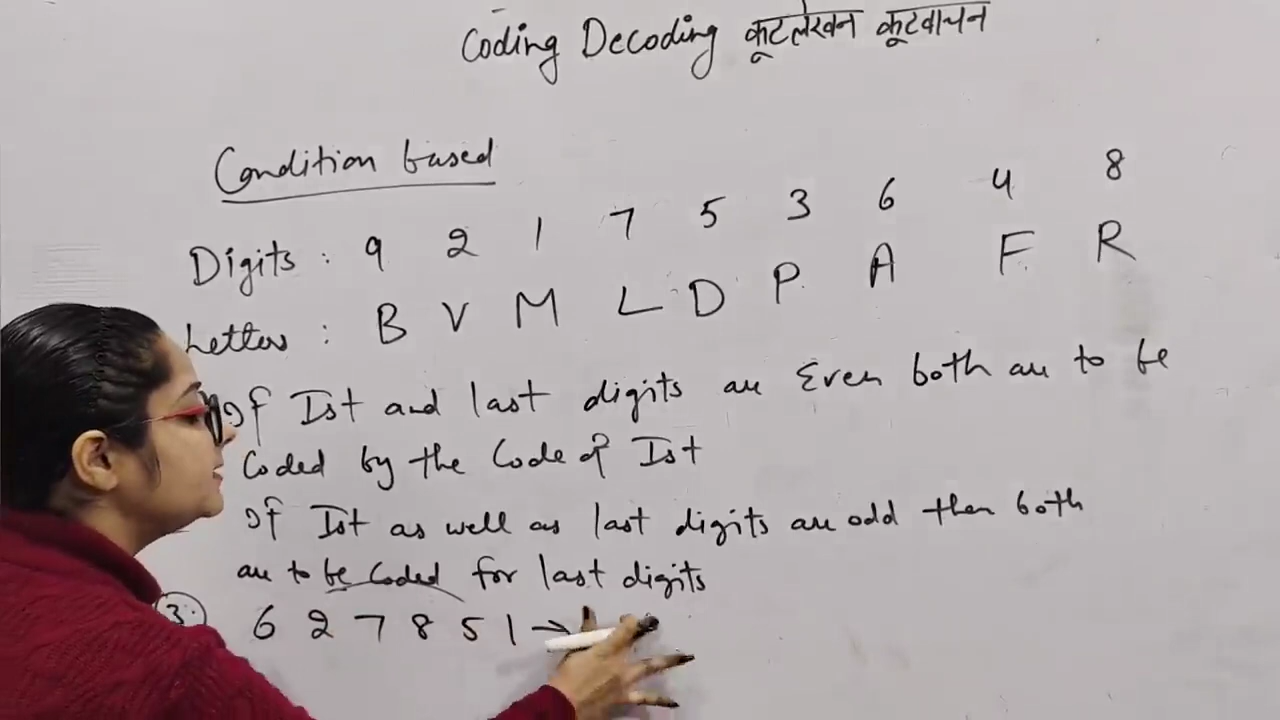 Coding Decoding कूटलेखन कूटवाचन
Condition based
Digits : 9 2 1 7 5 3 6 4 8
Letters : B V M L D P A F R
If Ist and last digits are Even both are to be
Coded by the Code of Ist
If Ist as well as last digits are odd then both
are to be Coded for last digits
3. 6 2 7 8 5 1 →